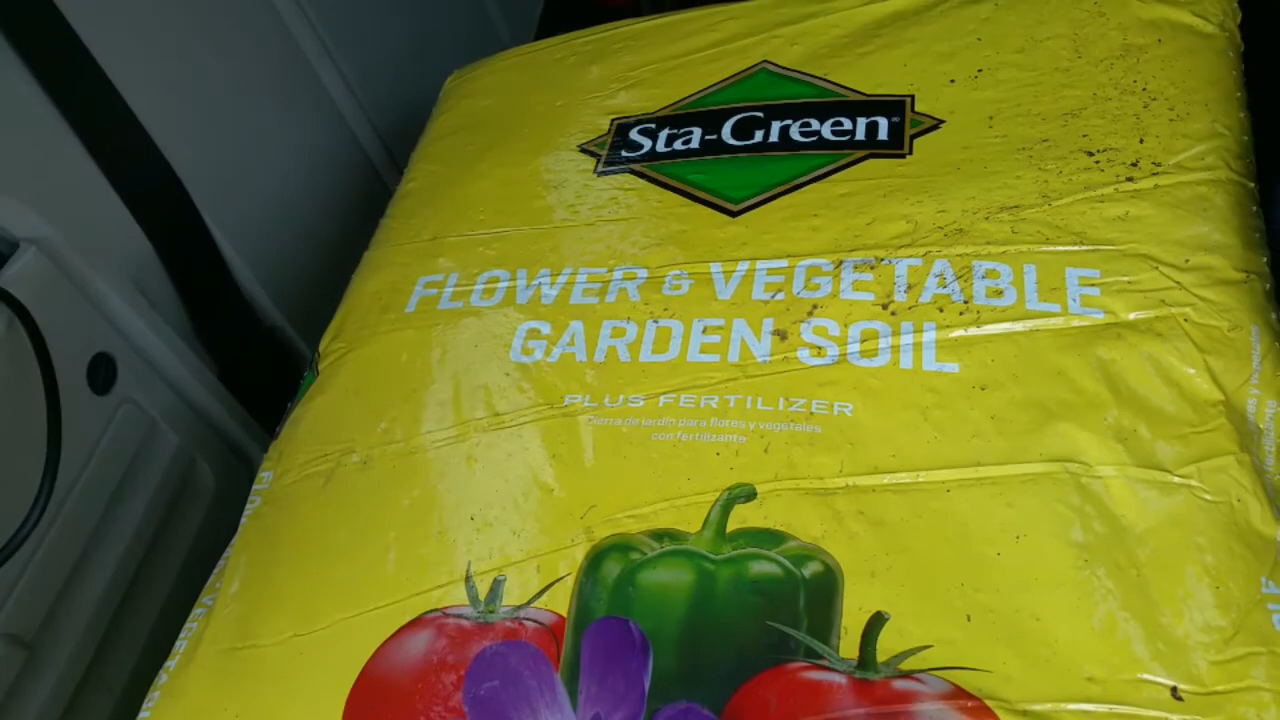 Sta-Green®
FLOWER & VEGETABLE
GARDEN SOIL
PLUS FERTILIZER
Tierra de jardín para flores y vegetales
con fertilizante